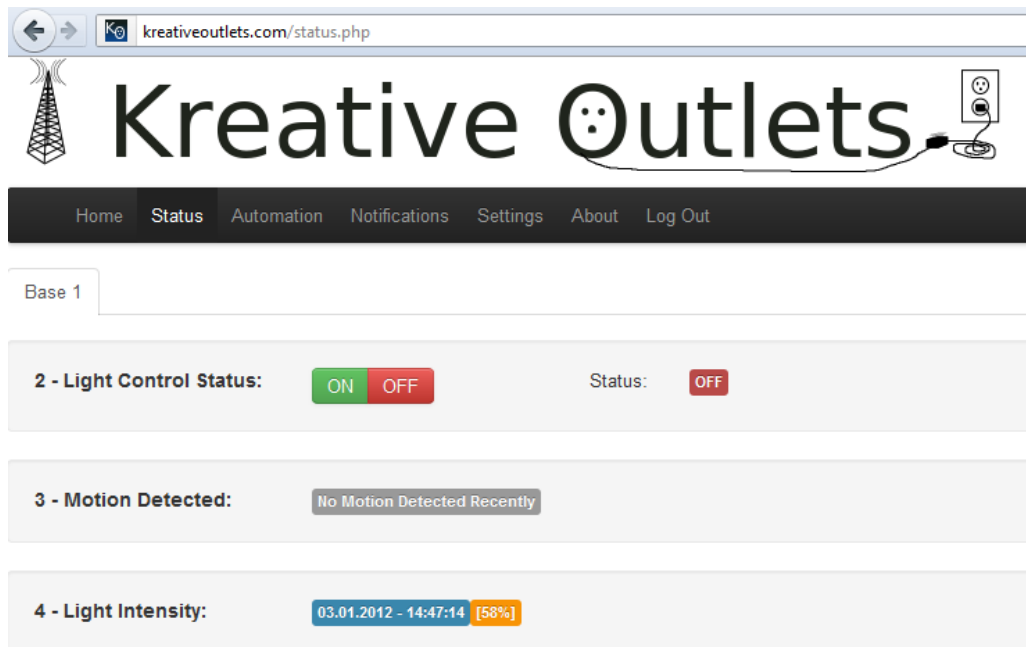 KO kreativeoutlets.com/status.php
Kreative Outlets
Home Status Automation Notifications Settings About Log Out
Base 1
2 - Light Control Status: ON OFF Status: OFF
3 - Motion Detected: No Motion Detected Recently
4 - Light Intensity: 03.01.2012 - 14:47:14 [58%]